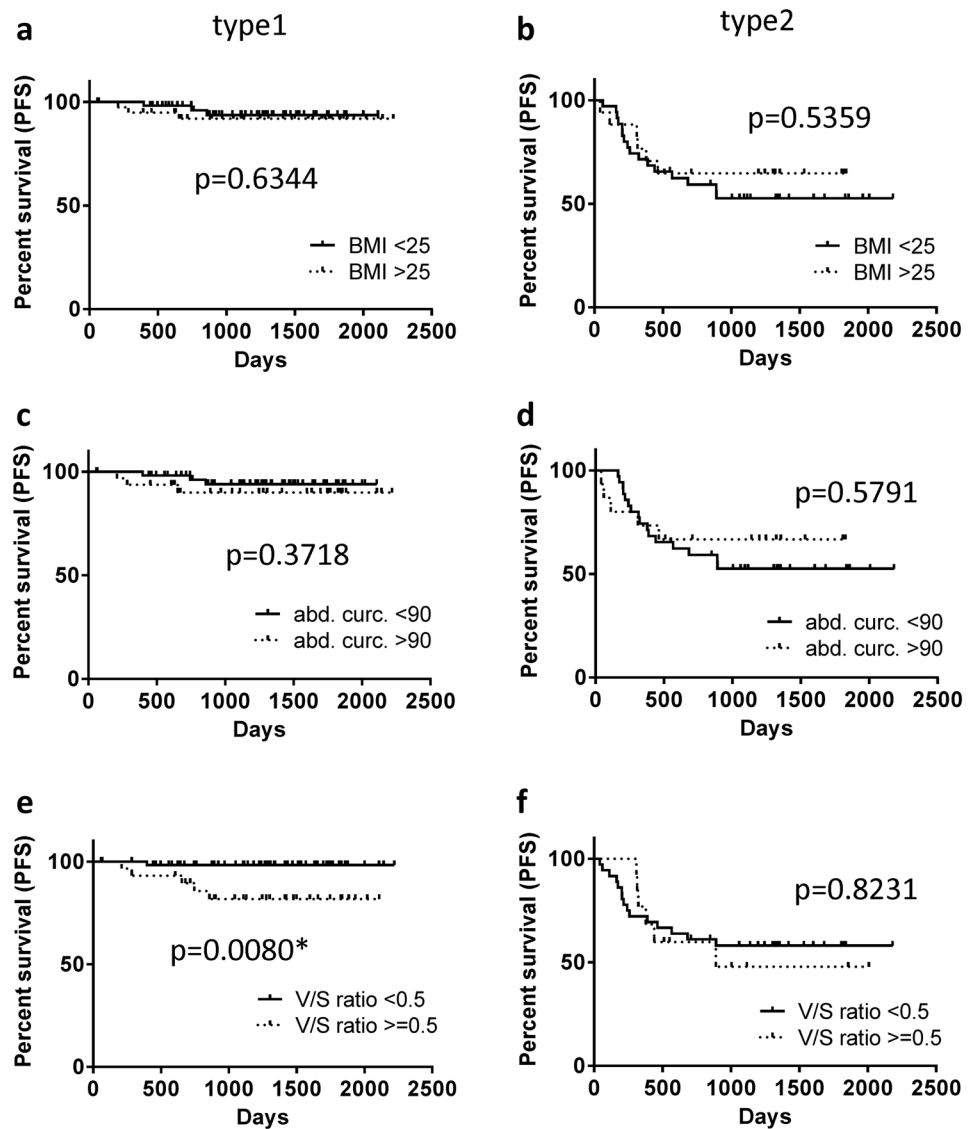 type1
type2
a
Percent survival (PFS)
100
50
0
p=0.6344
BMI <25
BMI >25
0 500 1000 1500 2000 2500
Days
b
Percent survival (PFS)
100
50
0
p=0.5359
BMI <25
BMI >25
0 500 1000 1500 2000 2500
Days
c
Percent survival (PFS)
100
50
0
p=0.3718
abd. curc. <90
abd. curc. >90
0 500 1000 1500 2000 2500
Days
d
Percent survival (PFS)
100
50
0
p=0.5791
abd. curc. <90
abd. curc. >90
0 500 1000 1500 2000 2500
Days
e
Percent survival (PFS)
100
50
0
p=0.0080*
V/S ratio <0.5
V/S ratio >=0.5
0 500 1000 1500 2000 2500
Days
f
Percent survival (PFS)
100
50
0
p=0.8231
V/S ratio <0.5
V/S ratio >=0.5
0 500 1000 1500 2000 2500
Days